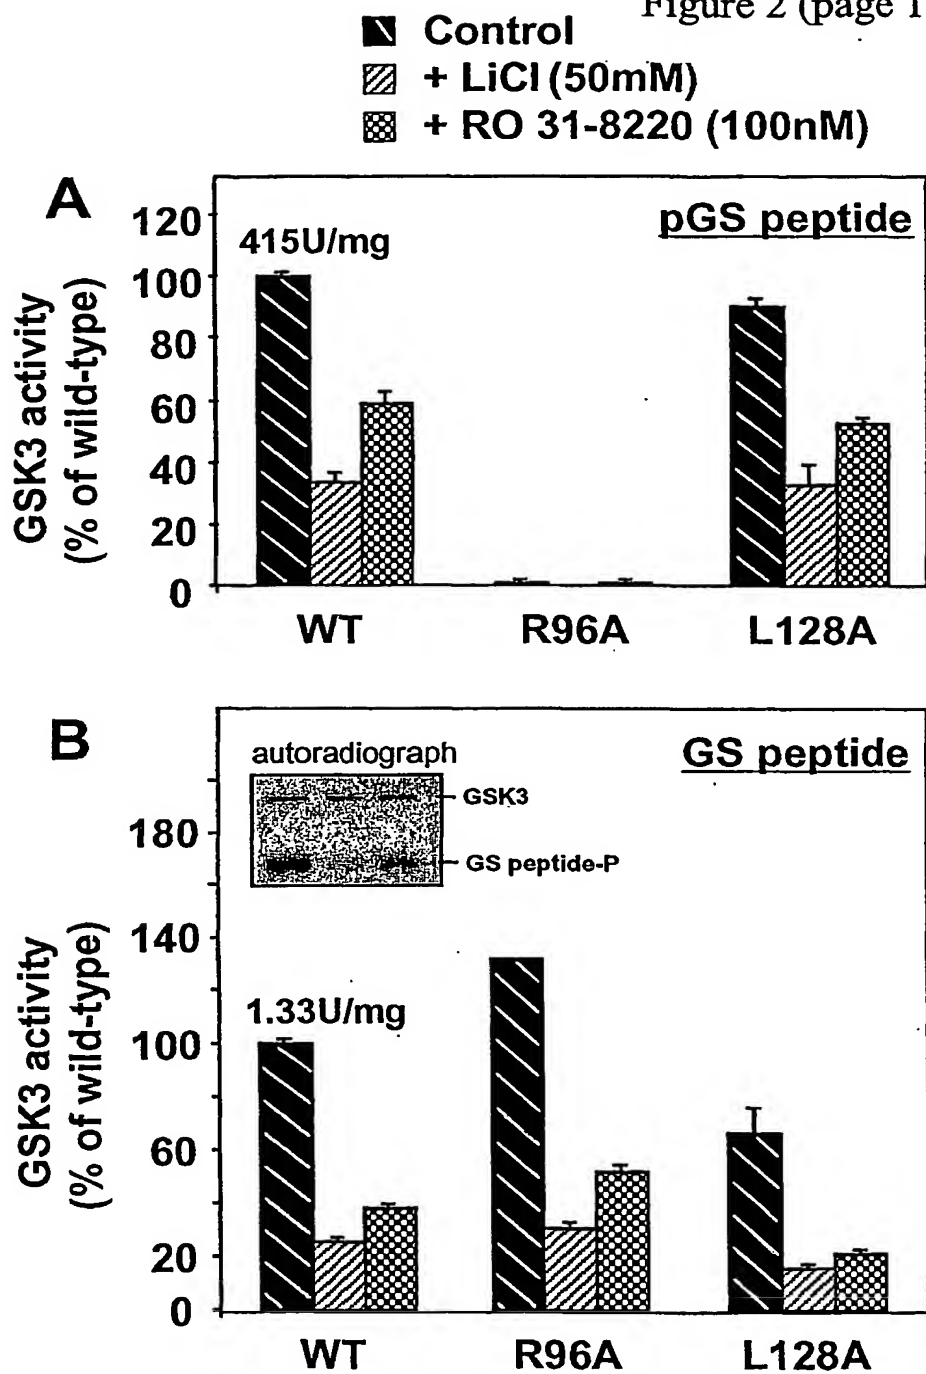 Figure 2 (page 1
Control
+ LiCl (50mM)
+ RO 31-8220 (100nM)
A
pGS peptide
415U/mg
GSK3 activity
(% of wild-type)
120
100
80
60
40
20
0
WT
R96A
L128A
B
GS peptide
autoradiograph
GSK3
GS peptide-P
1.33U/mg
GSK3 activity
(% of wild-type)
180
140
100
60
20
0
WT
R96A
L128A